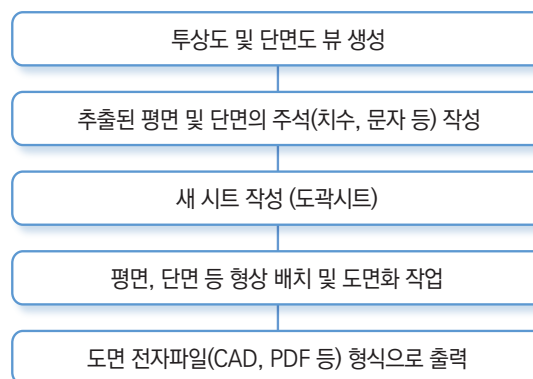 투상도 및 단면도 뷰 생성
추출된 평면 및 단면의 주석(치수, 문자 등) 작성
새 시트 작성 (도곽시트)
평면, 단면 등 형상 배치 및 도면화 작업
도면 전자파일(CAD, PDF 등) 형식으로 출력